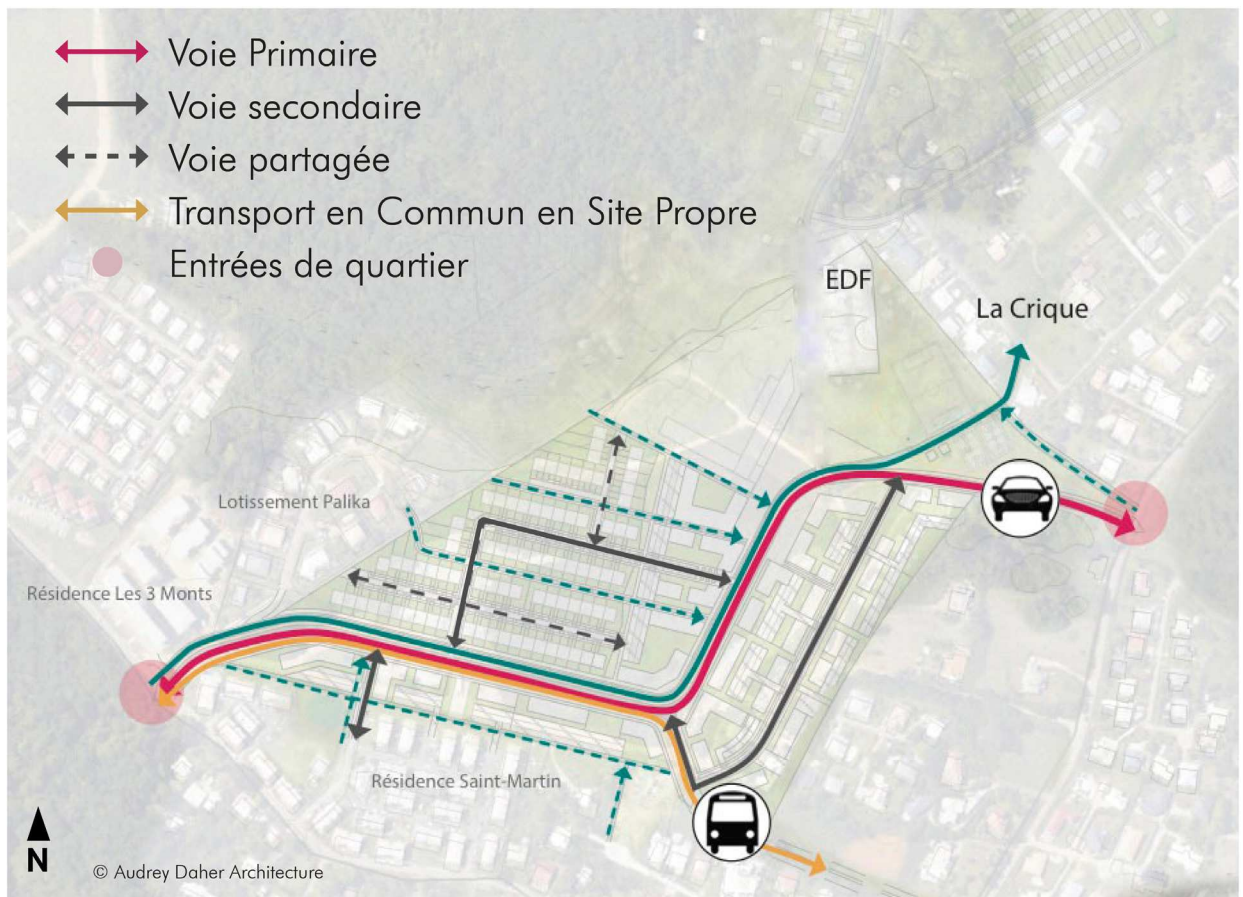 Voie Primaire
Voie secondaire
Voie partagée
Transport en Commun en Site Propre
Entrées de quartier
EDF
La Crique
Lotissement Palika
Résidence Les 3 Monts
Résidence Saint-Martin
N
© Audrey Daher Architecture